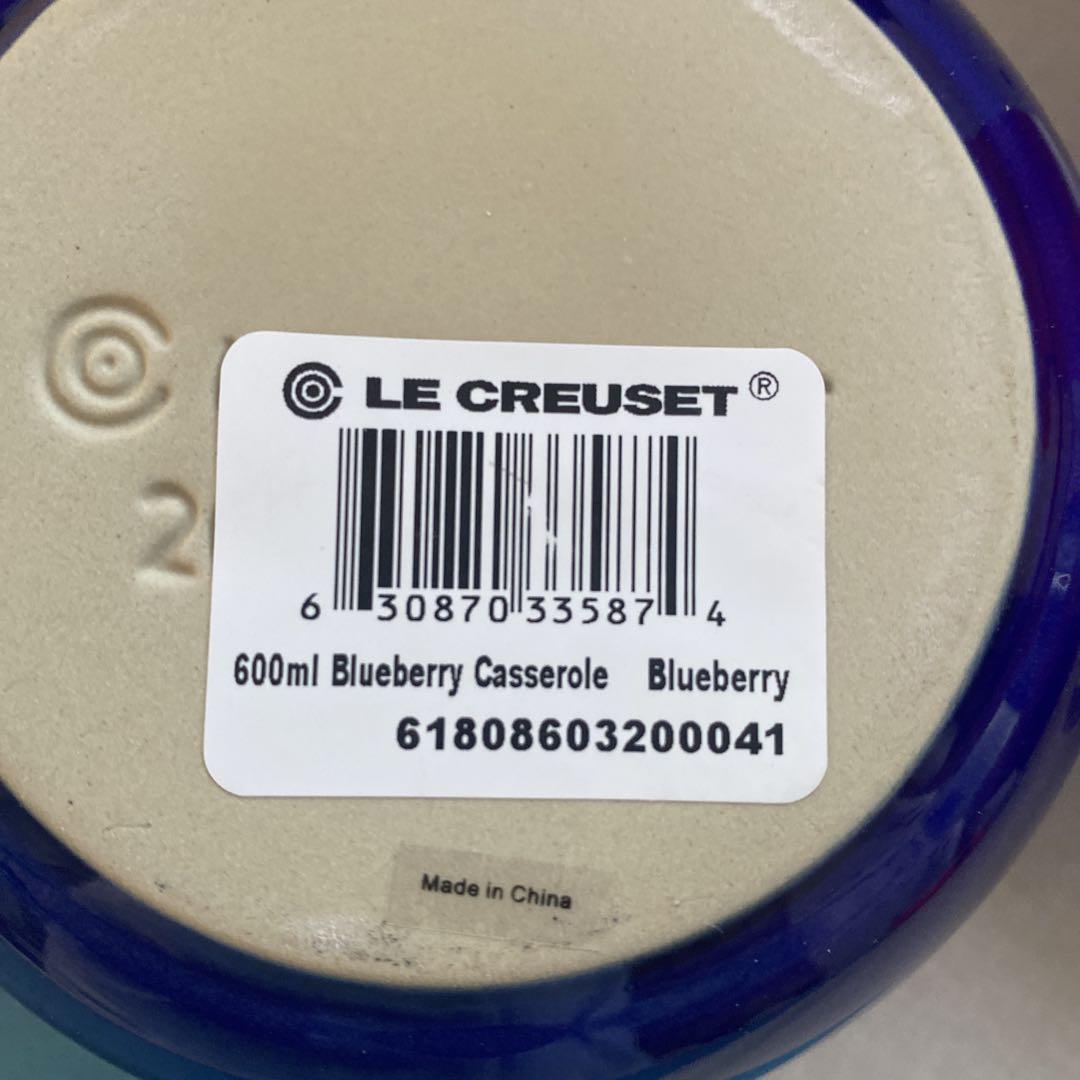 LE CREUSET ®
6 30870 33587 4
600ml Blueberry Casserole Blueberry
61808603200041
2
Made in China